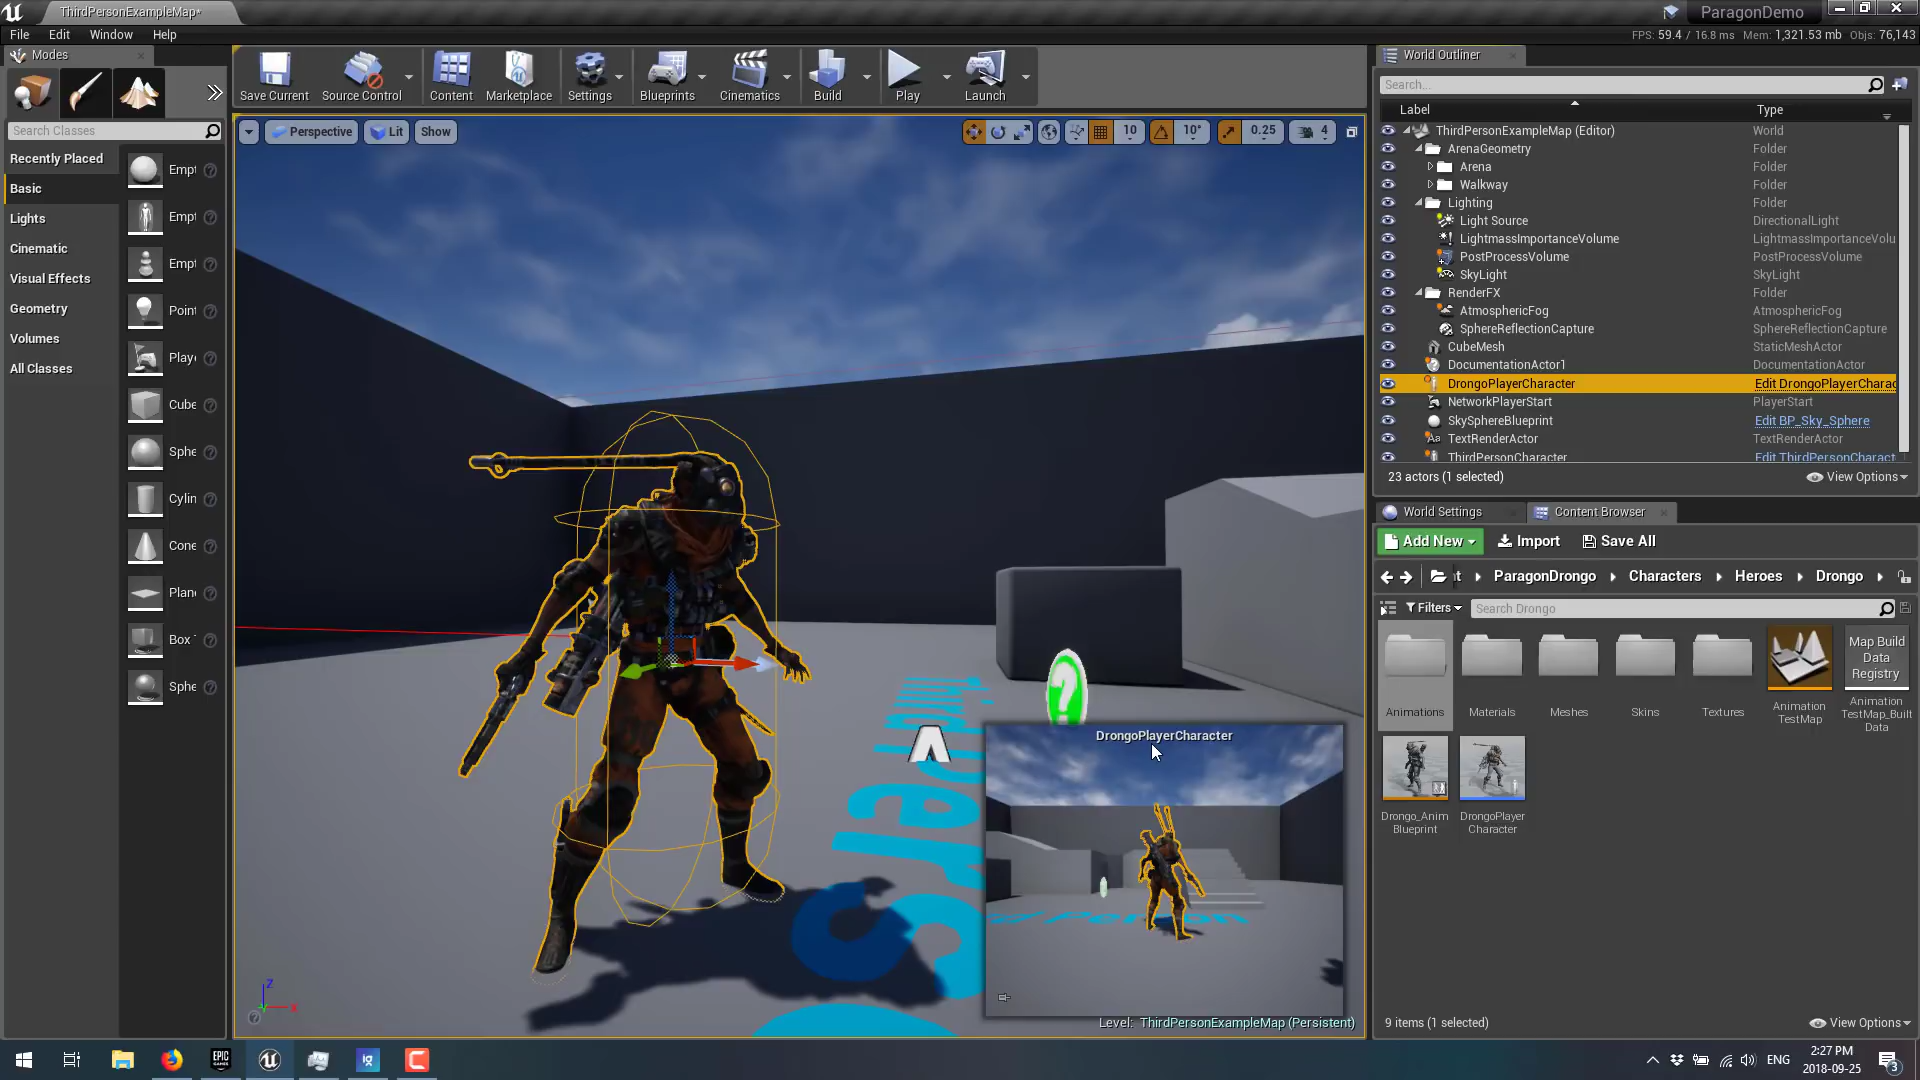 ThirdPersonExampleMap*
ParagonDemo
File Edit Window Help
FPS: 59.4 / 16.8 ms Mem: 1,321.53 mb Objs: 76,143
Modes
Search Classes
Recently Placed
Basic
Lights
Cinematic
Visual Effects
Geometry
Volumes
All Classes
Empt
Empt
Empt
Point
Playe
Cube
Sphe
Cylin
Cone
Plane
Box T
Sphe
Save Current
Source Control
Content
Marketplace
Settings
Blueprints
Cinematics
Build
Play
Launch
Perspective
Lit
Show
10
10°
0.25
4
DrongoPlayerCharacter
Level: ThirdPersonExampleMap (Persistent)
World Outliner
Search...
Label Type
ThirdPersonExampleMap (Editor) World
ArenaGeometry Folder
Arena Folder
Walkway Folder
Lighting Folder
Light Source DirectionalLight
LightmassImportanceVolume LightmassImportanceVolu
PostProcessVolume PostProcessVolume
SkyLight SkyLight
RenderFX Folder
AtmosphericFog AtmosphericFog
SphereReflectionCapture SphereReflectionCapture
CubeMesh StaticMeshActor
DocumentationActor1 DocumentationActor
DrongoPlayerCharacter Edit DrongoPlayerCharac
NetworkPlayerStart PlayerStart
SkySphereBlueprint Edit BP_Sky_Sphere
TextRenderActor TextRenderActor
ThirdPersonCharacter Edit ThirdPersonCharact
23 actors (1 selected)
View Options
World Settings
Content Browser
Add New
Import
Save All
t ParagonDrongo Characters Heroes Drongo
Filters
Search Drongo
Animations
Materials
Meshes
Skins
Textures
Animation
TestMap
Map Build
Data
Registry
Animation
TestMap_Built
Data
Drongo_Anim
Blueprint
DrongoPlayer
Character
9 items (1 selected)
View Options
EPIC
GAMES
ig
ENG
2:27 PM
2018-09-25
3